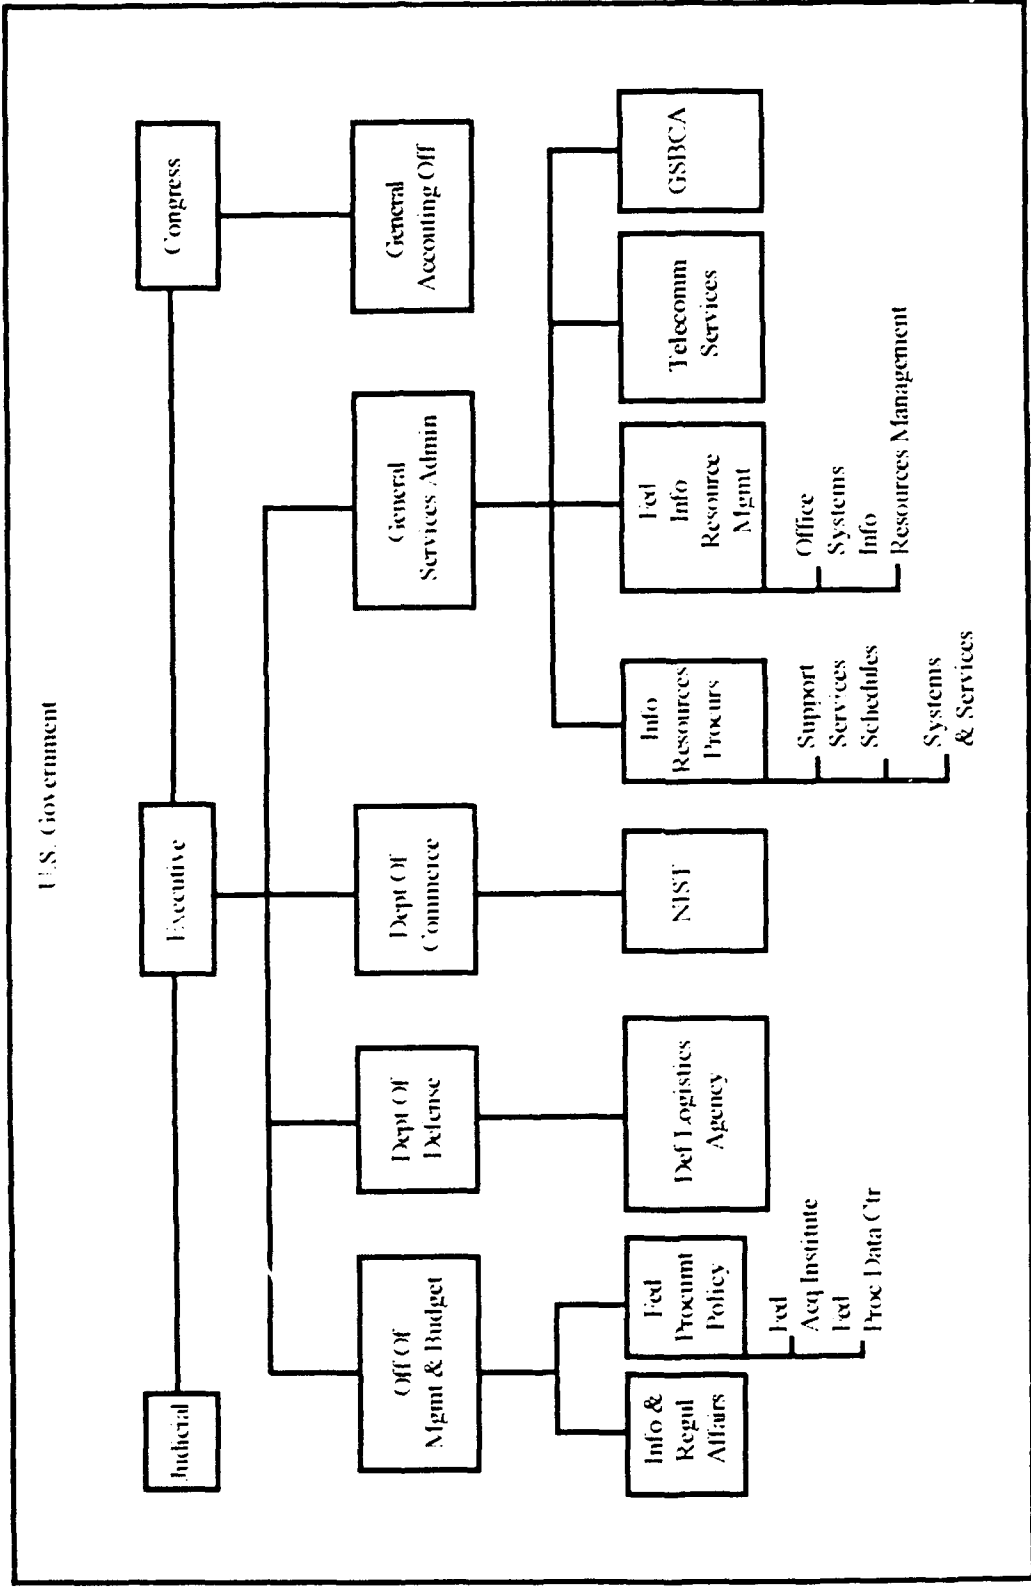 U.S. Government
Judicial
Executive
Congress
Off Of
Mgmt & Budget
Dept Of
Defense
Dept Of
Commerce
General
Services Admin
General
Accouting Off
Info &
Regul
Affairs
Fed
Procumt
Policy
Def Logistics
Agency
NIST
Info
Resources
Procurs
Fed
Info
Resource
Mgmt
Telecomm
Services
GSBCA
Fed
Acq Institute
Fed
Proc Data Ctr
Support
Services
Schedules
Systems
& Services
Office
Systems
Info
Resources Management